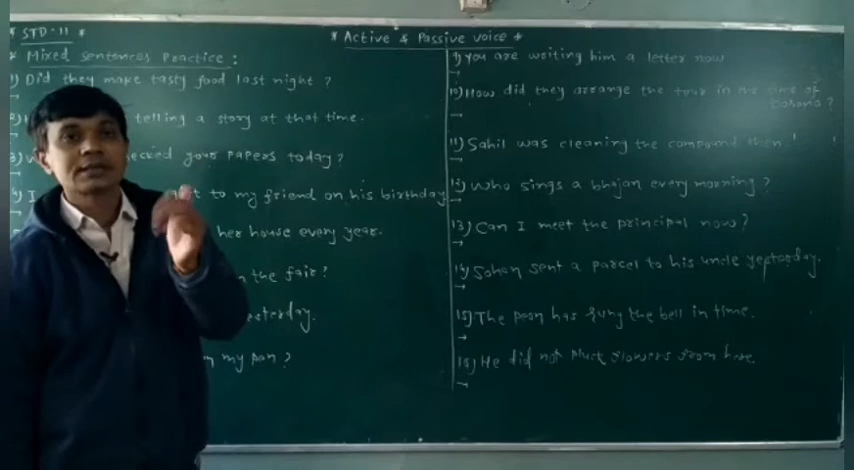 * STD-11 *
* Active & Passive voice *
* Mixed sentences Practice :
1) Did they make tasty food last night ?
→
2) telling a story at that time.
→
3) your papers today ?
→
4) I to my friend on his birthday
→
her house every year.
the fair ?
yesterday.
my pen ?
9) You are writing him a letter now
→
10) How did they arrange the tour in the time of
corona ?
→
11) Sahil was cleaning the compound then.
→
12) Who sings a bhajan every morning ?
→
13) Can I meet the principal now ?
→
14) Sohan sent a parcel to his uncle yesterday.
→
15) The peon has rung the bell in time.
→
16) He did not pluck flowers from here
→